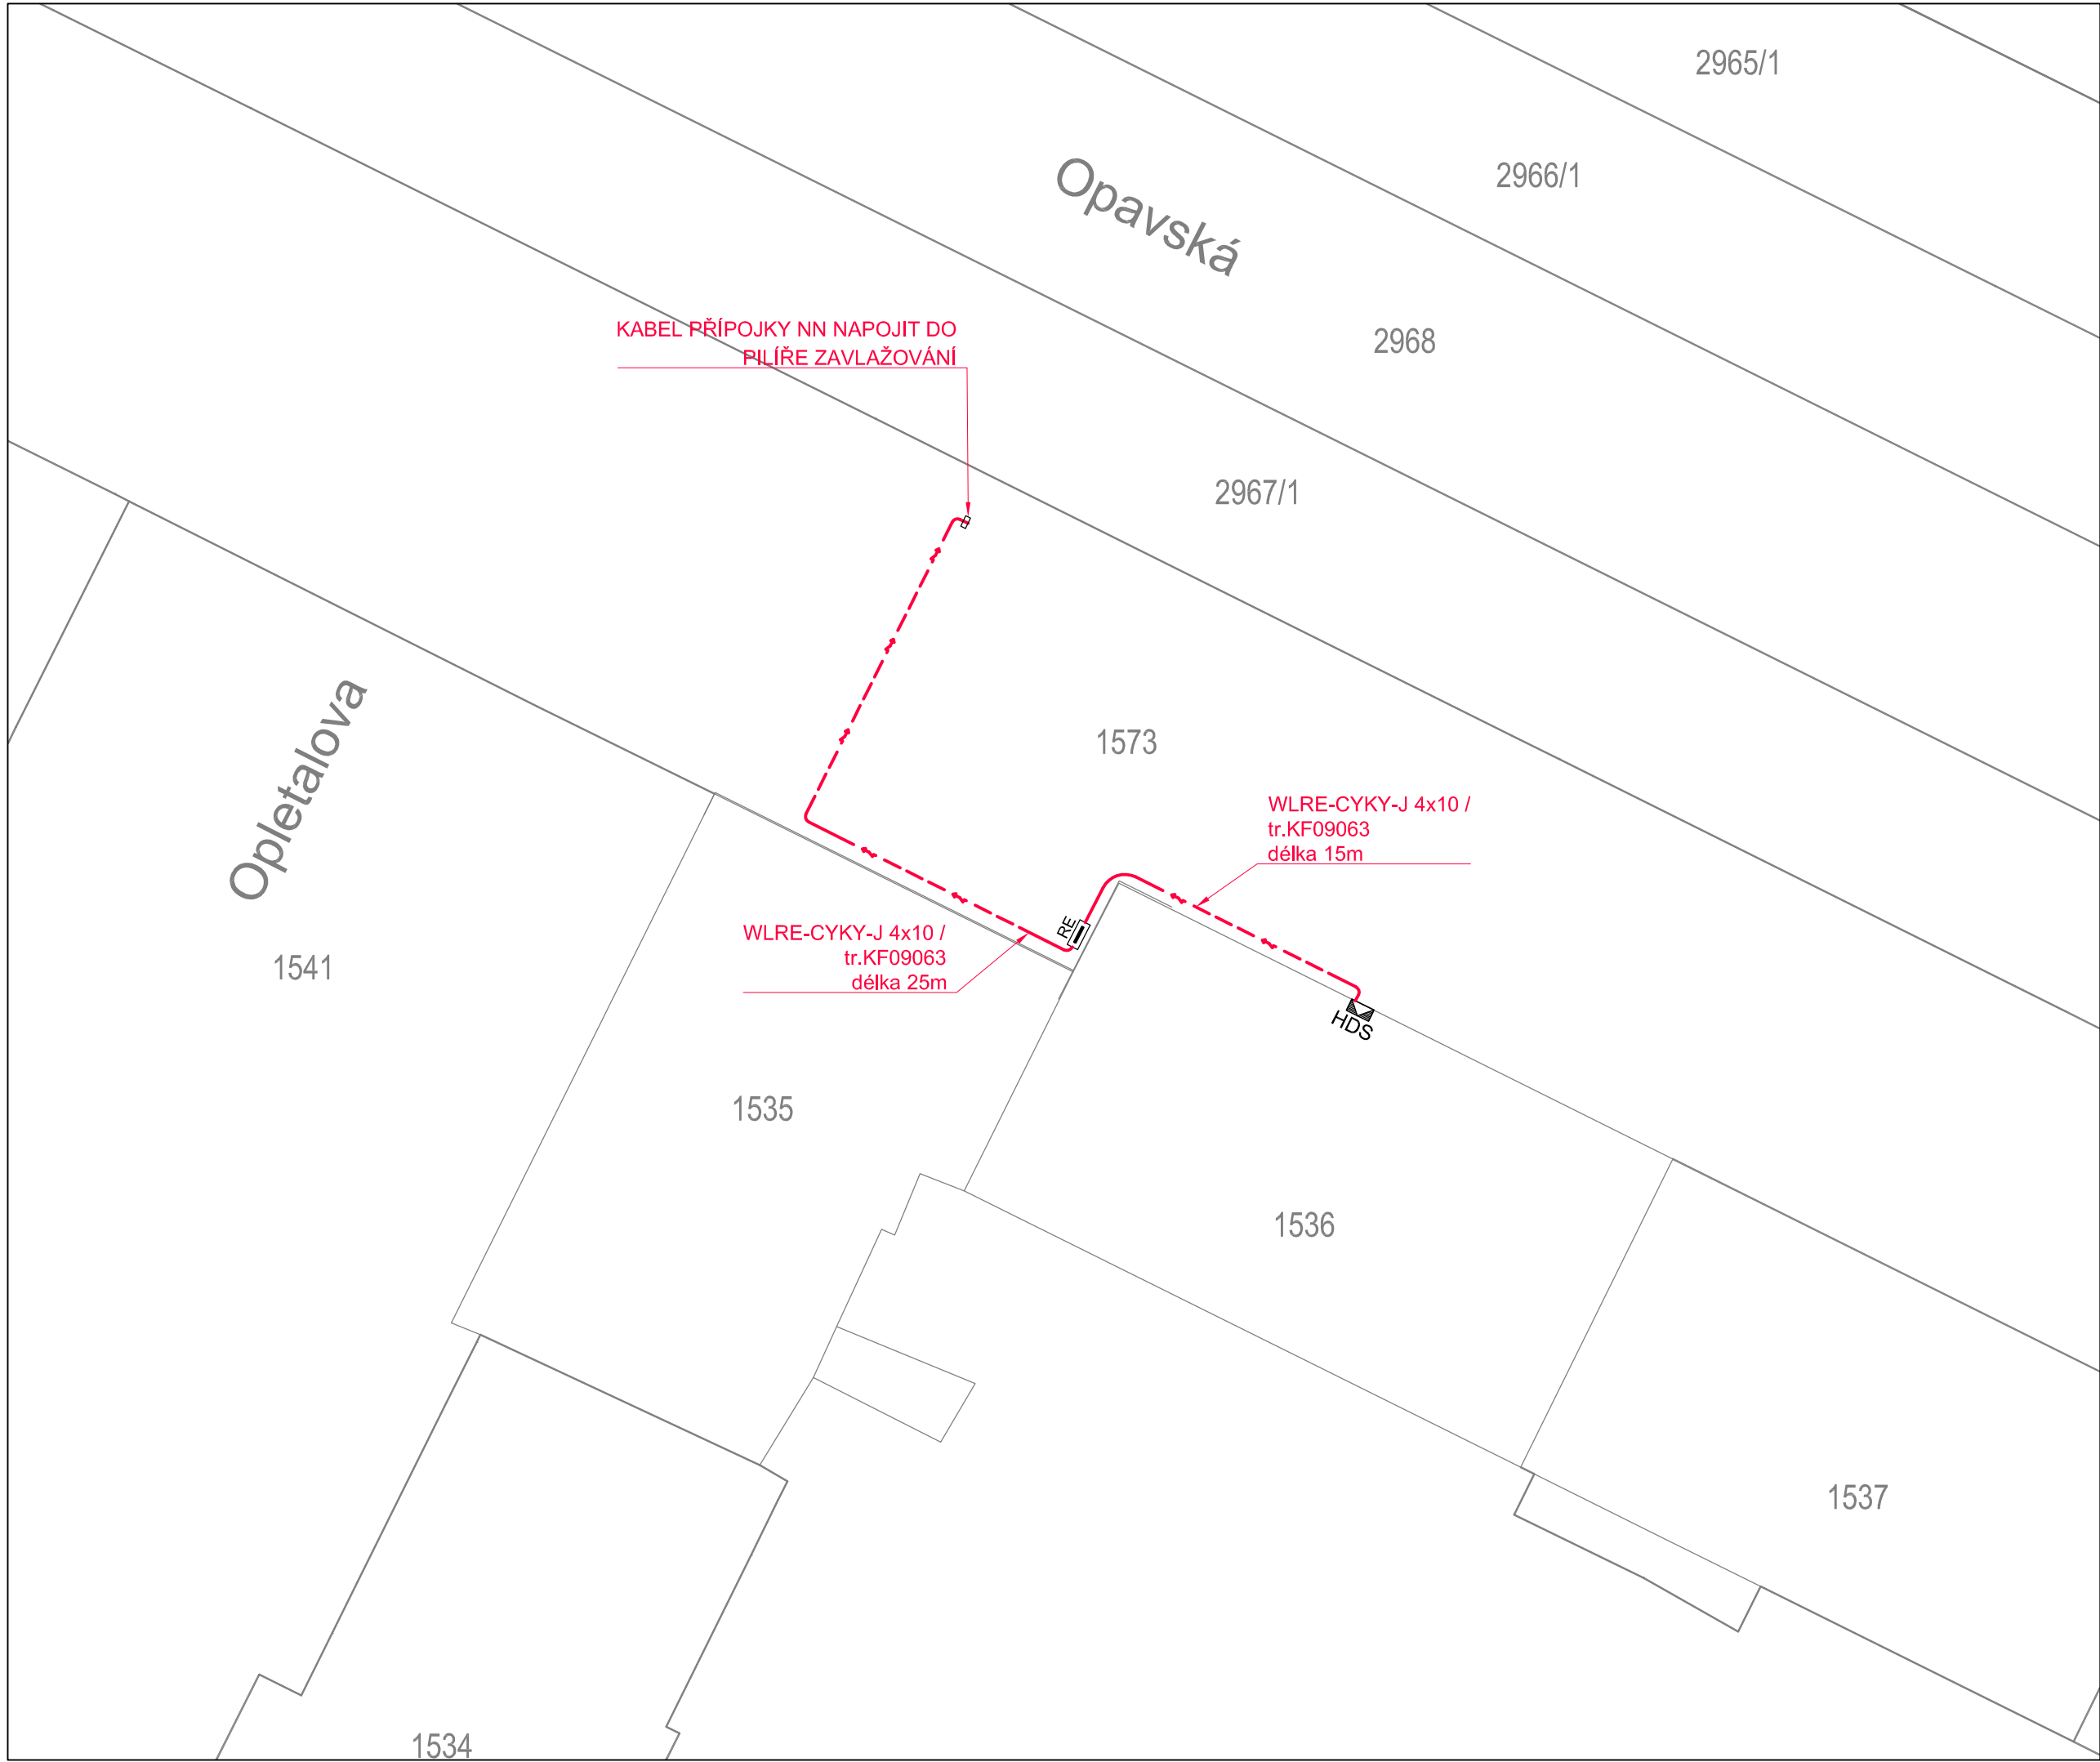 2965/1
2966/1
Opavská
KABEL PŘÍPOJKY NN NAPOJIT DO
PILÍŘE ZAVLAŽOVÁNÍ
2968
2967/1
Opletalova
1573
WLRE-CYKY-J 4x10 /
tr.KF09063
délka 15m
RE
WLRE-CYKY-J 4x10 /
tr.KF09063
délka 25m
1541
HDS
1535
1536
1537
1534